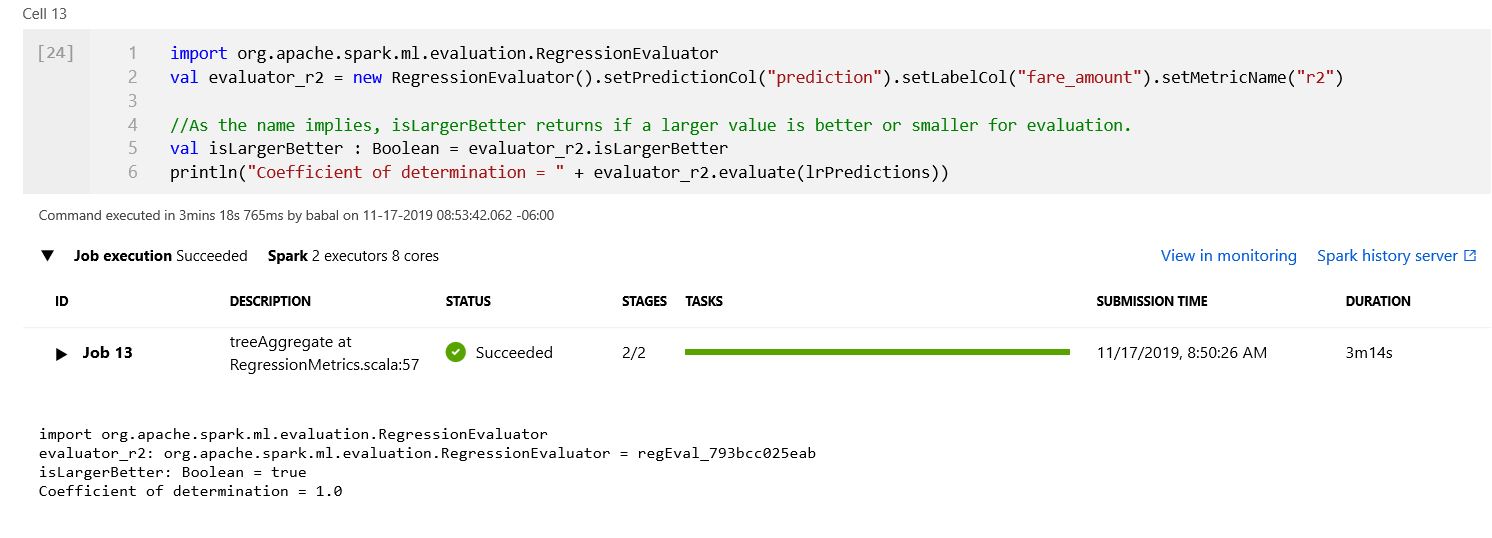 Cell 13
[24]
1 import org.apache.spark.ml.evaluation.RegressionEvaluator
2 val evaluator_r2 = new RegressionEvaluator().setPredictionCol("prediction").setLabelCol("fare_amount").setMetricName("r2")
3
4 //As the name implies, isLargerBetter returns if a larger value is better or smaller for evaluation.
5 val isLargerBetter : Boolean = evaluator_r2.isLargerBetter
6 println("Coefficient of determination = " + evaluator_r2.evaluate(lrPredictions))
Command executed in 3mins 18s 765ms by babal on 11-17-2019 08:53:42.062 -06:00
Job execution Succeeded Spark 2 executors 8 cores View in monitoring Spark history server
ID DESCRIPTION STATUS STAGES TASKS SUBMISSION TIME DURATION
Job 13 treeAggregate at Succeeded 2/2 11/17/2019, 8:50:26 AM 3m14s
RegressionMetrics.scala:57
import org.apache.spark.ml.evaluation.RegressionEvaluator
evaluator_r2: org.apache.spark.ml.evaluation.RegressionEvaluator = regEval_793bcc025eab
isLargerBetter: Boolean = true
Coefficient of determination = 1.0